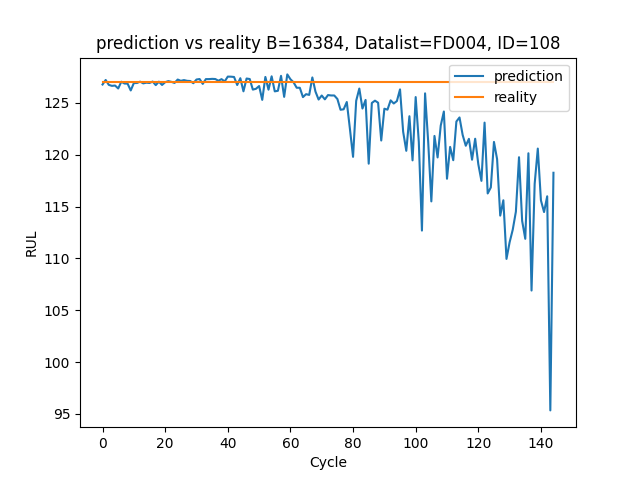 prediction vs reality B=16384, Datalist=FD004, ID=108
prediction
reality
RUL
125
120
115
110
105
100
95
0 20 40 60 80 100 120 140
Cycle